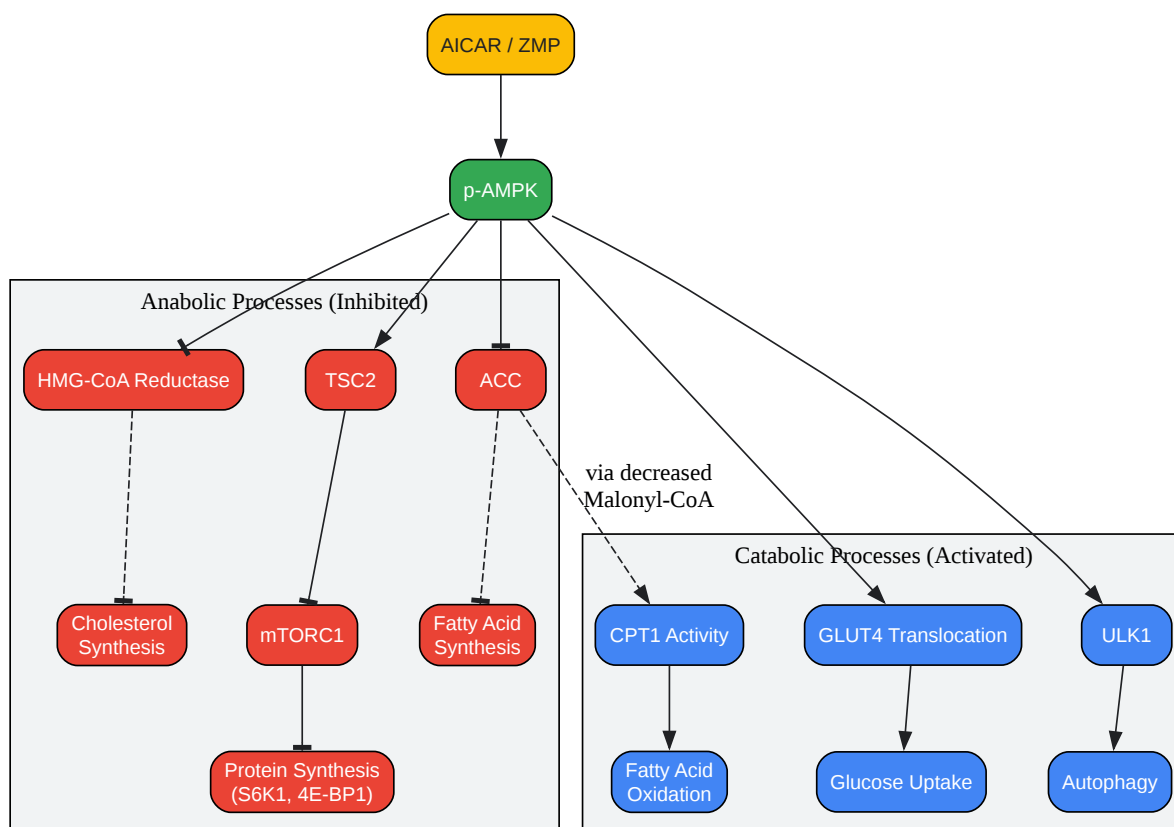 AICAR / ZMP
p-AMPK
Anabolic Processes (Inhibited)
HMG-CoA Reductase
TSC2
ACC
via decreased
Malonyl-CoA
Catabolic Processes (Activated)
Cholesterol
Synthesis
mTORC1
Fatty Acid
Synthesis
CPT1 Activity
GLUT4 Translocation
ULK1
Protein Synthesis
(S6K1, 4E-BP1)
Fatty Acid
Oxidation
Glucose Uptake
Autophagy